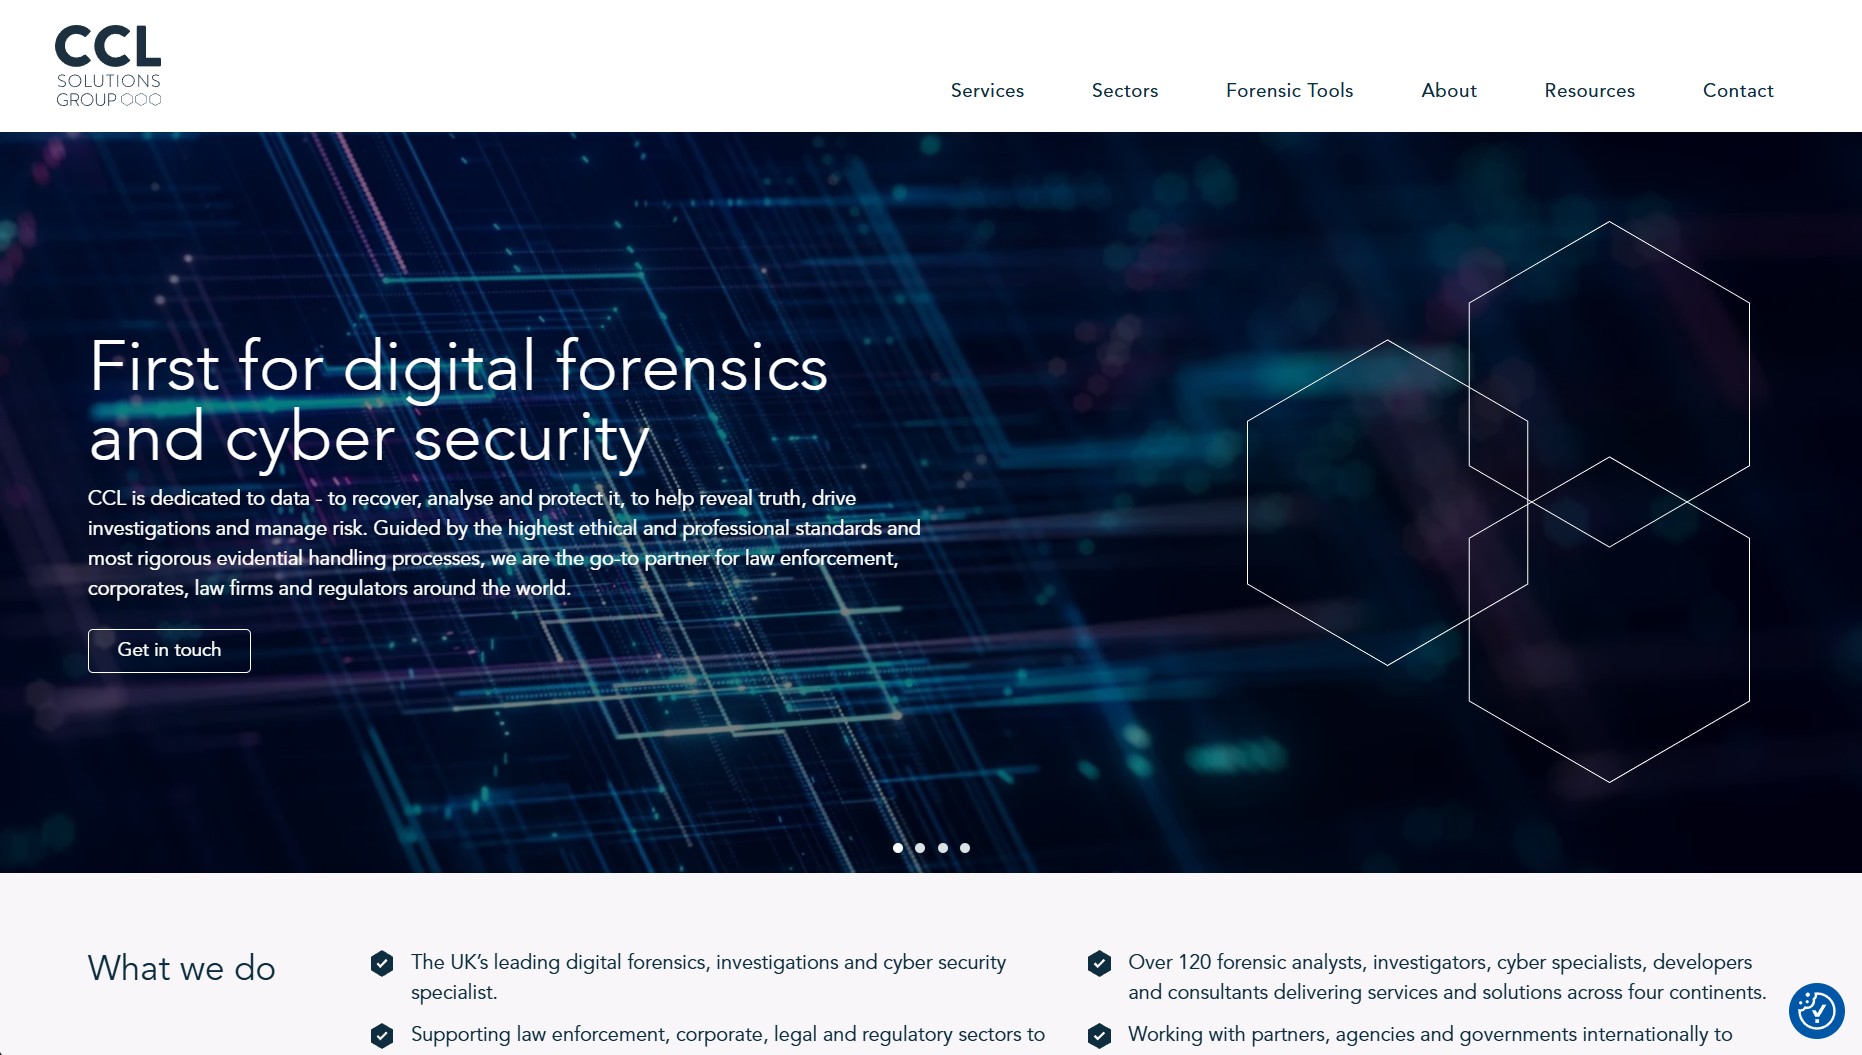 CCL
SOLUTIONS
GROUP
Services
Sectors
Forensic Tools
About
Resources
Contact
First for digital forensics
and cyber security
CCL is dedicated to data - to recover, analyse and protect it, to help reveal truth, drive
investigations and manage risk. Guided by the highest ethical and professional standards and
most rigorous evidential handling processes, we are the go-to partner for law enforcement,
corporates, law firms and regulators around the world.
Get in touch
What we do
The UK’s leading digital forensics, investigations and cyber security
specialist.
Supporting law enforcement, corporate, legal and regulatory sectors to
Over 120 forensic analysts, investigators, cyber specialists, developers
and consultants delivering services and solutions across four continents.
Working with partners, agencies and governments internationally to